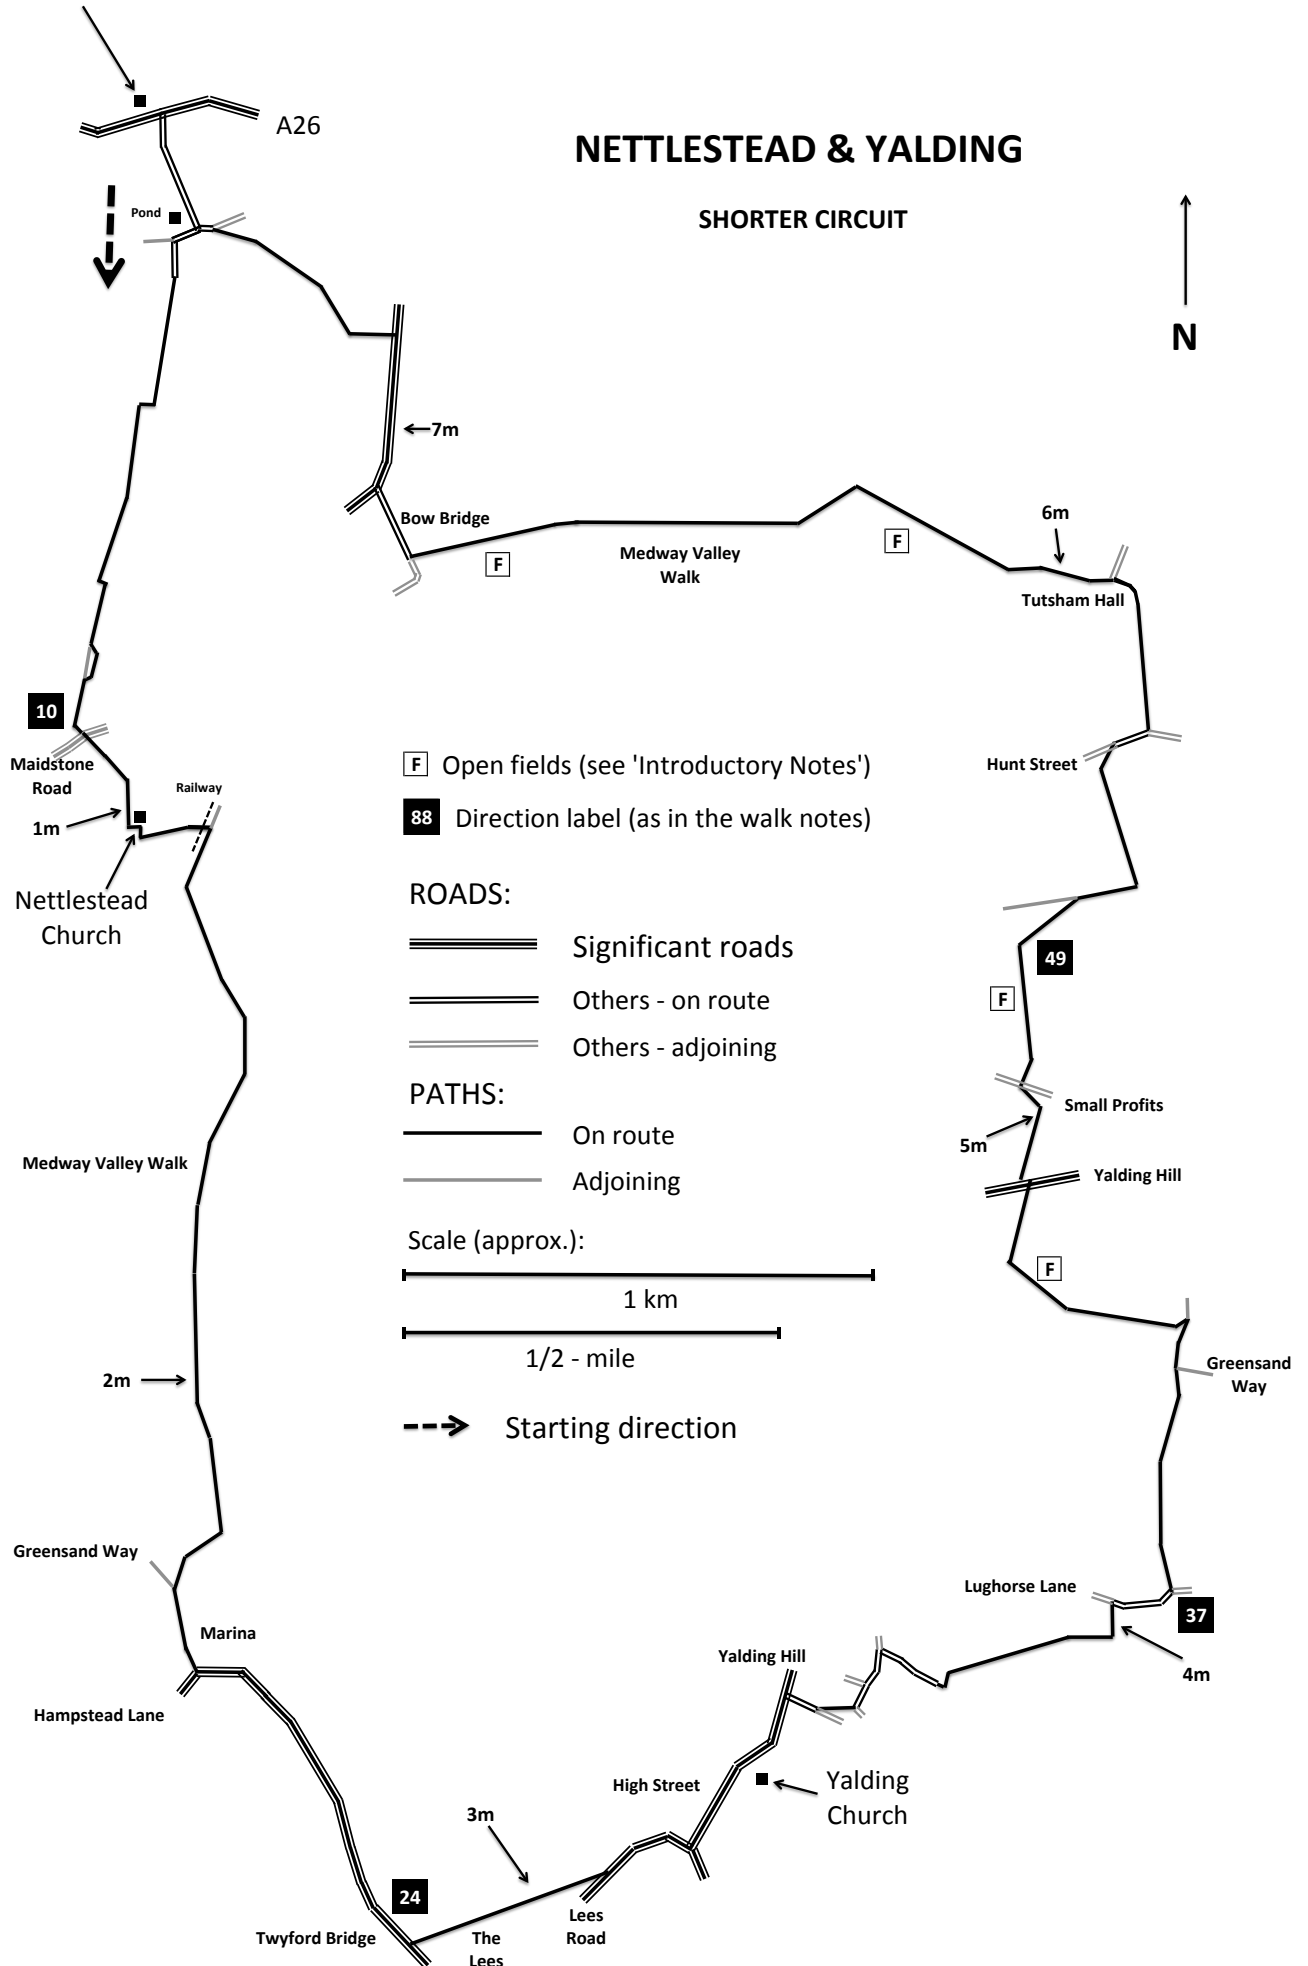 A26
NETTLESTEAD & YALDING
SHORTER CIRCUIT
Pond
N
7m
Bow Bridge
F
Medway Valley
Walk
F
6m
Tutsham Hall
10
Maidstone
Road
Railway
1m
Nettlestead
Church
F Open fields (see 'Introductory Notes')
88 Direction label (as in the walk notes)
Hunt Street
ROADS:
Significant roads
Others - on route
Others - adjoining
PATHS:
On route
Adjoining
49
F
Small Profits
5m
Yalding Hill
Medway Valley Walk
Scale (approx.):
1 km
1/2 - mile
F
Greensand
Way
2m
Starting direction
Greensand Way
Lughorse Lane
37
4m
Marina
Yalding Hill
Hampstead Lane
High Street
Yalding
Church
3m
24
Lees
Road
Twyford Bridge
The
Lees